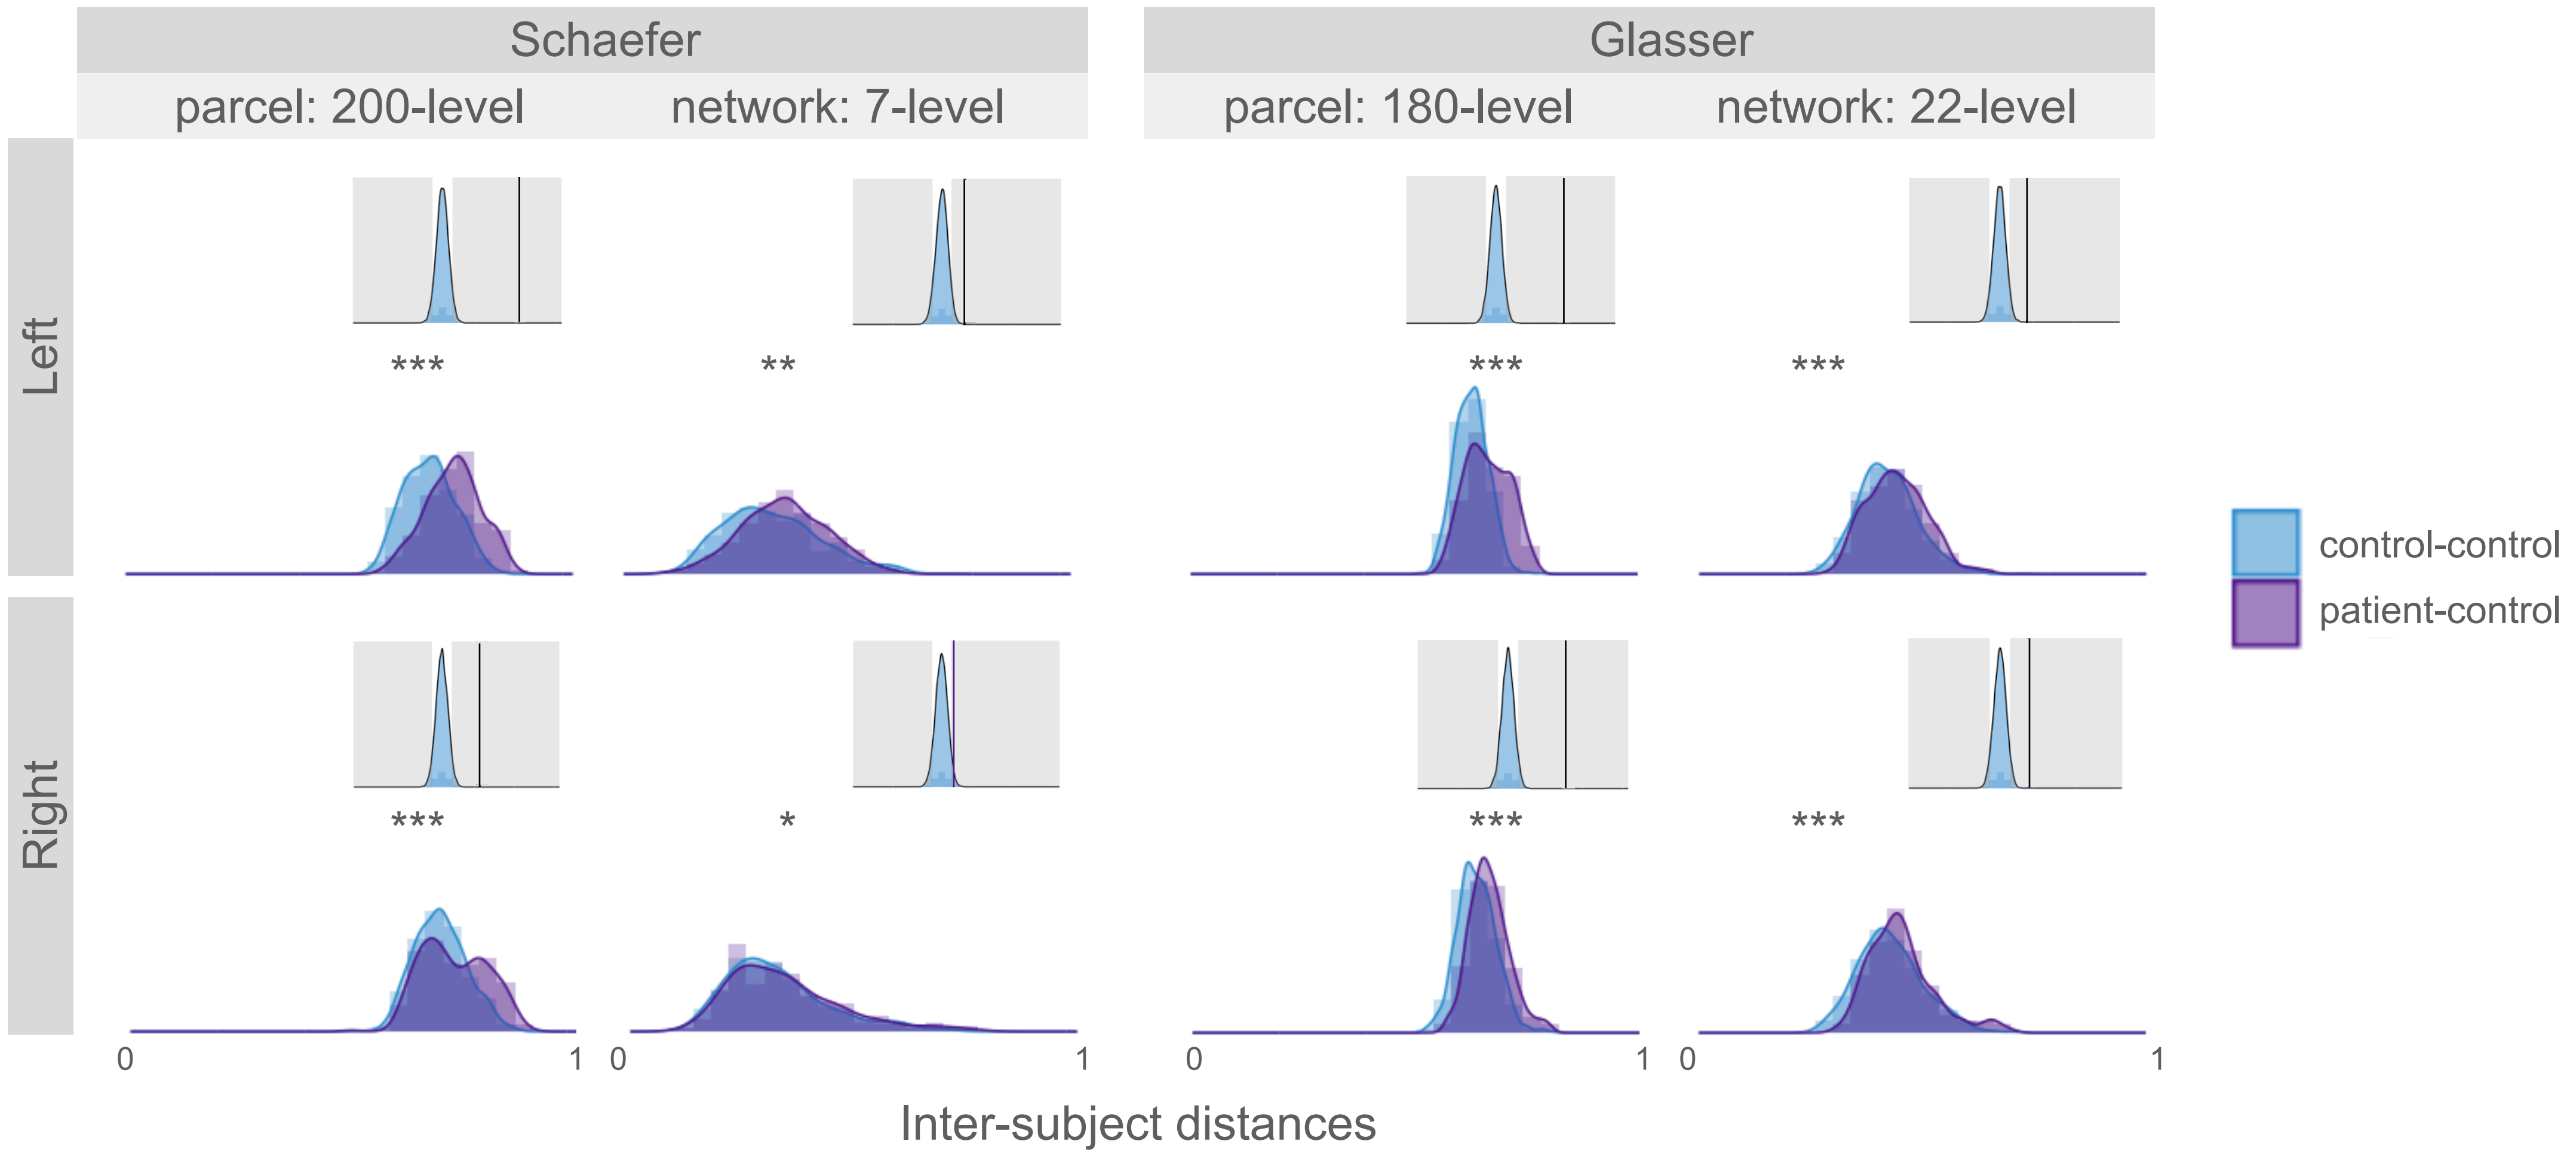 Schaefer Glasser
parcel: 200-level network: 7-level parcel: 180-level network: 22-level
Left
*** ** *** ***
control-control
patient-control
Right
*** * *** ***
0 1 0 1 0 1 0 1
Inter-subject distances